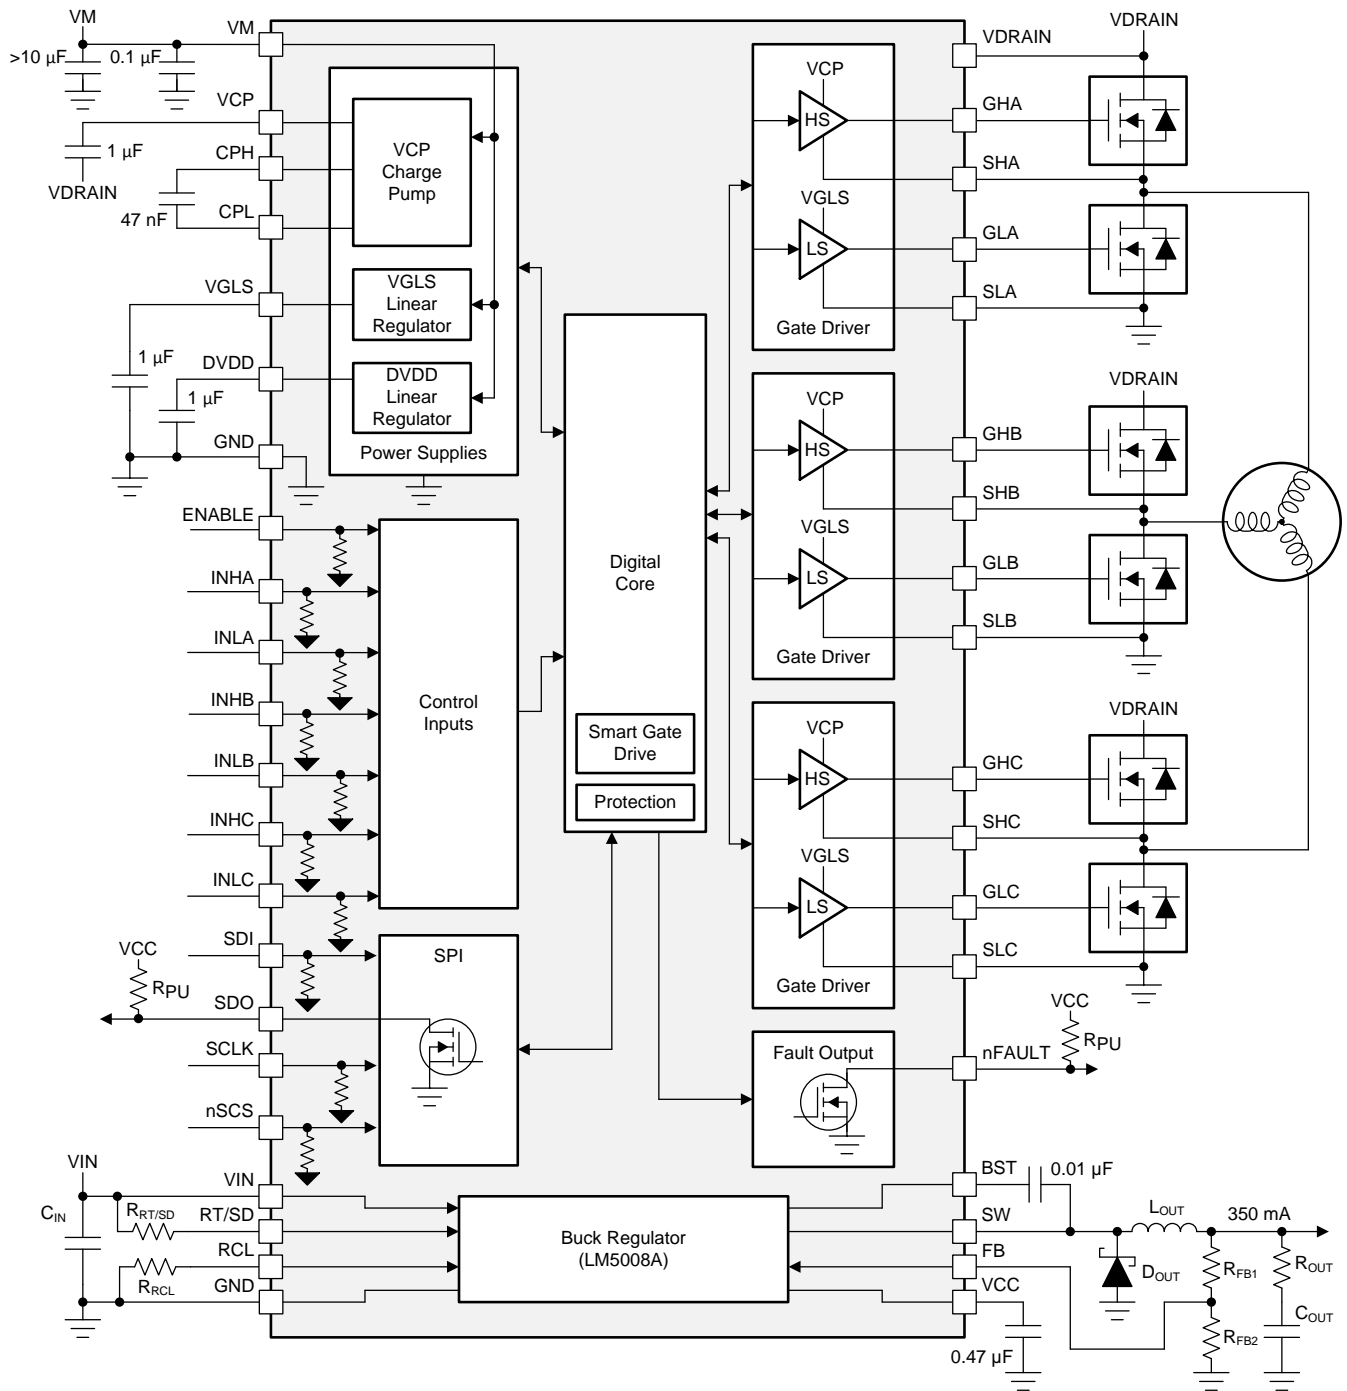 VM
VM
>10 µF
0.1 µF
VCP
1 µF
VDRAIN
CPH
47 nF
CPL
VCP
Charge
Pump
VGLS
VGLS
Linear
Regulator
1 µF
DVDD
1 µF
DVDD
Linear
Regulator
GND
Power Supplies
ENABLE
INHA
INLA
INHB
INLB
INHC
INLC
Control
Inputs
SDI
VCC
RPU
SDO
SCLK
nSCS
SPI
Digital
Core
Smart Gate
Drive
Protection
VCP
HS
VGLS
LS
Gate Driver
VCP
HS
VGLS
LS
Gate Driver
VCP
HS
VGLS
LS
Gate Driver
Fault Output
VDRAIN
VDRAIN
GHA
SHA
GLA
SLA
VDRAIN
GHB
SHB
GLB
SLB
VDRAIN
GHC
SHC
GLC
SLC
VCC
RPU
nFAULT
VIN
VIN
CIN
RRT/SD
RT/SD
RCL
RRCL
GND
Buck Regulator
(LM5008A)
BST
0.01 µF
SW
LOUT
350 mA
FB
DOUT
RFB1
ROUT
VCC
0.47 µF
RFB2
COUT